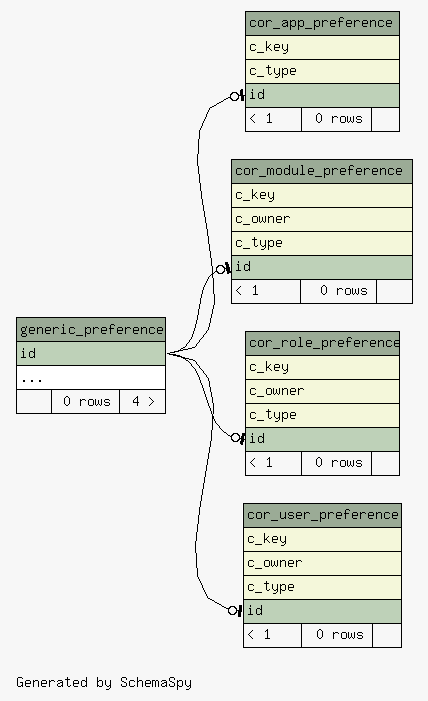 cor_app_preference
c_key
c_type
id
< 1 0 rows
cor_module_preference
c_key
c_owner
c_type
id
< 1 0 rows
generic_preference
id
...
0 rows 4 >
cor_role_preference
c_key
c_owner
c_type
id
< 1 0 rows
cor_user_preference
c_key
c_owner
c_type
id
< 1 0 rows
Generated by SchemaSpy